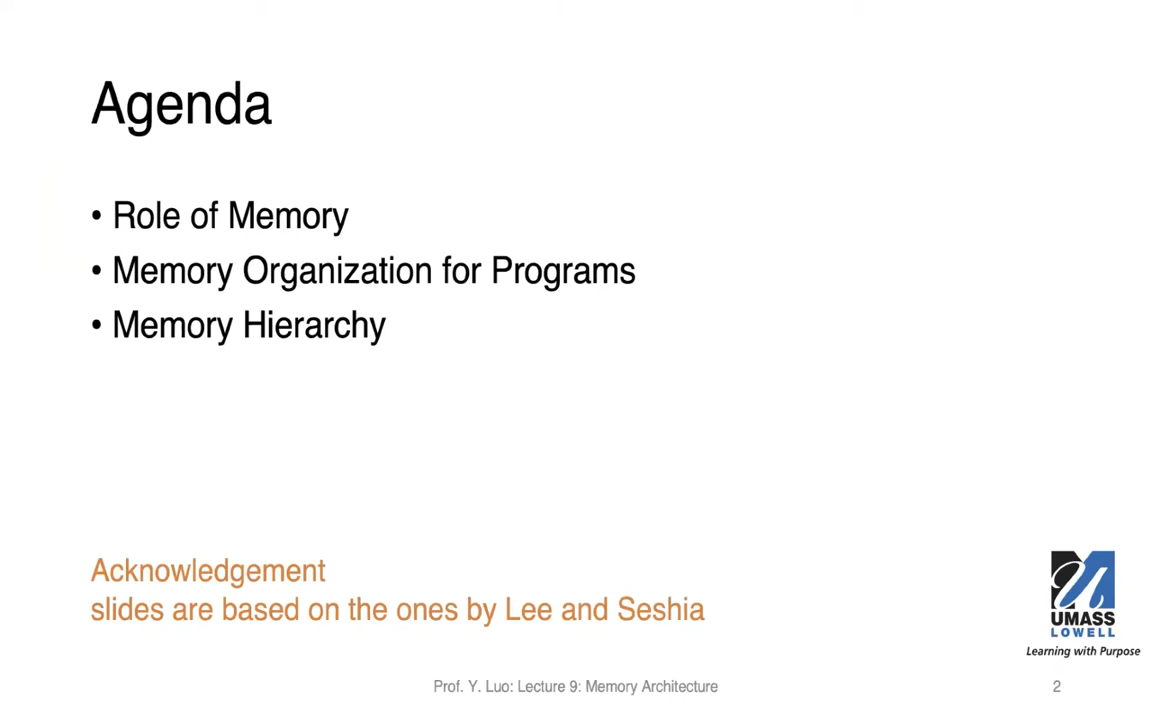 Agenda
• Role of Memory
• Memory Organization for Programs
• Memory Hierarchy
Acknowledgement
slides are based on the ones by Lee and Seshia
UMASS
LOWELL
Learning with Purpose
Prof. Y. Luo: Lecture 9: Memory Architecture
2